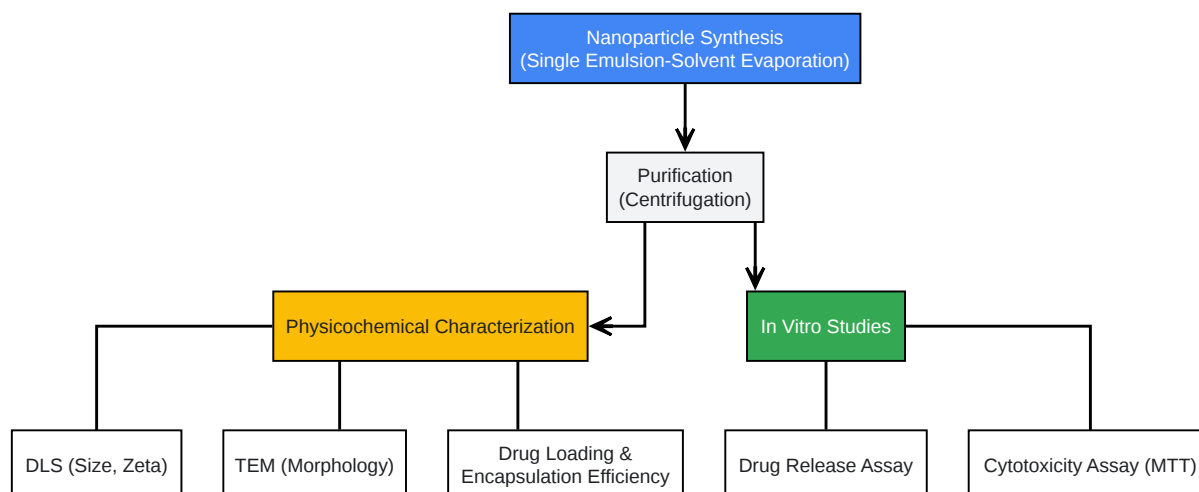 Nanoparticle Synthesis
(Single Emulsion-Solvent Evaporation)
Purification
(Centrifugation)
Physicochemical Characterization
In Vitro Studies
DLS (Size, Zeta)
TEM (Morphology)
Drug Loading &
Encapsulation Efficiency
Drug Release Assay
Cytotoxicity Assay (MTT)